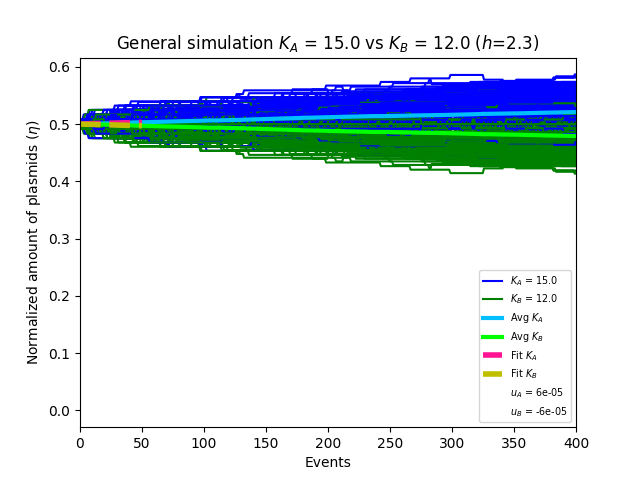 General simulation K_A = 15.0 vs K_B = 12.0 (h=2.3)
Normalized amount of plasmids (η)
0.6
0.5
0.4
0.3
0.2
0.1
0.0
K_A = 15.0
K_B = 12.0
Avg K_A
Avg K_B
Fit K_A
Fit K_B
u_A = 6e-05
u_B = -6e-05
0 50 100 150 200 250 300 350 400
Events